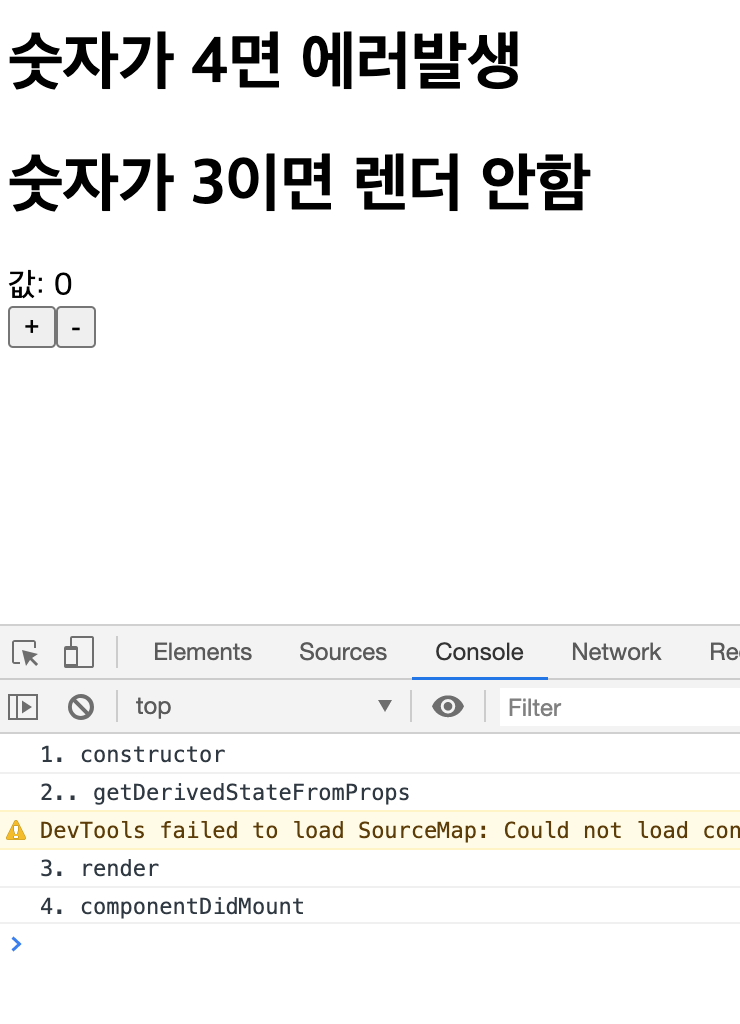 숫자가 4면 에러발생
숫자가 3이면 렌더 안함
값: 0
+ -
Elements Sources Console Network Re
top ▼ Filter
1. constructor
2.. getDerivedStateFromProps
DevTools failed to load SourceMap: Could not load con
3. render
4. componentDidMount